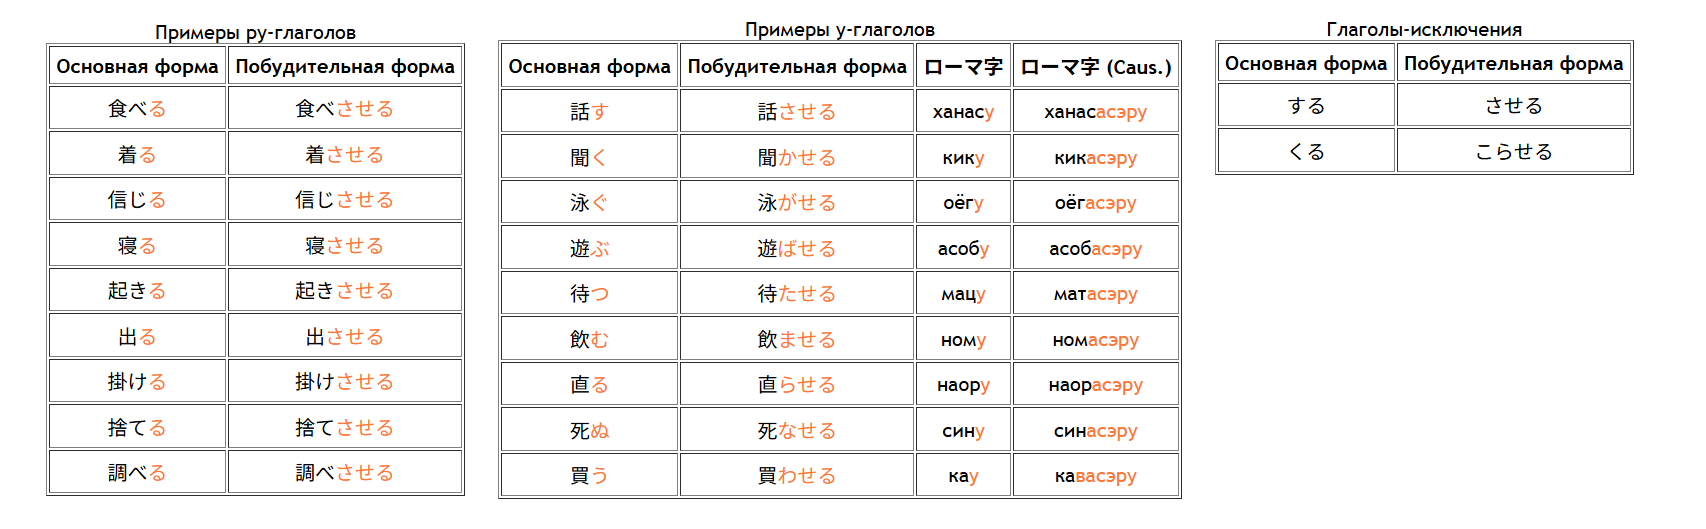 Примеры ру-глаголов
Основная форма Побудительная форма
食べる 食べさせる
着る 着させる
信じる 信じさせる
寝る 寝させる
起きる 起きさせる
出る 出させる
掛ける 掛けさせる
捨てる 捨てさせる
調べる 調べさせる
Примеры у-глаголов
Основная форма Побудительная форма ローマ字 ローマ字 (Caus.)
話す 話させる ханасу ханасасэру
聞く 聞かせる кику кикасэру
泳ぐ 泳がせる оёгу оёгасэру
遊ぶ 遊ばせる асобу асобасэру
待つ 待たせる мацу матасэру
飲む 飲ませる ному номасэру
直る 直らせる наору наорасэру
死ぬ 死なせる сину синасэру
買う 買わせる кау кавасэру
Глаголы-исключения
Основная форма Побудительная форма
する させる
くる こらせる